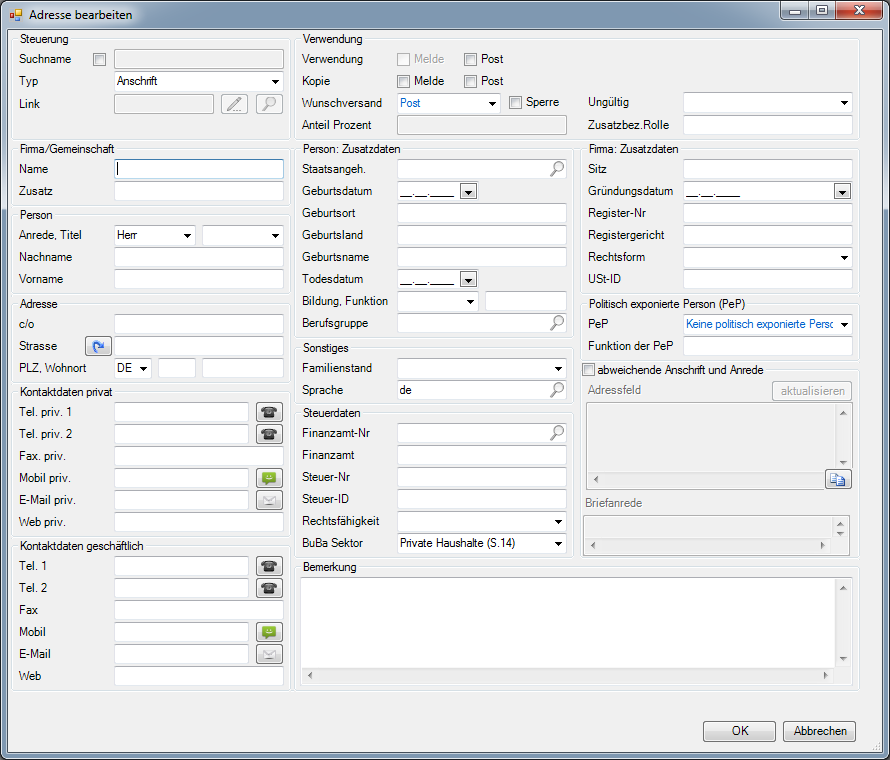 Adresse bearbeiten
Steuerung
Suchname
Typ Anschrift
Link
Verwendung
Verwendung Melde Post
Kopie Melde Post
Wunschversand Post Sperre Ungültig
Anteil Prozent Zusatzbez.Rolle
Firma/Gemeinschaft
Name
Zusatz
Person
Anrede, Titel Herr
Nachname
Vorname
Adresse
c/o
Strasse
PLZ, Wohnort DE
Kontaktdaten privat
Tel. priv. 1
Tel. priv. 2
Fax. priv.
Mobil priv.
E-Mail priv.
Web priv.
Kontaktdaten geschäftlich
Tel. 1
Tel. 2
Fax
Mobil
E-Mail
Web
Person: Zusatzdaten
Staatsangeh.
Geburtsdatum __.__.____
Geburtsort
Geburtsland
Geburtsname
Todesdatum __.__.____
Bildung, Funktion
Berufsgruppe
Sonstiges
Familienstand
Sprache de
Steuerdaten
Finanzamt-Nr
Finanzamt
Steuer-Nr
Steuer-ID
Rechtsfähigkeit
BuBa Sektor Private Haushalte (S.14)
Firma: Zusatzdaten
Sitz
Gründungsdatum __.__.____
Register-Nr
Registergericht
Rechtsform
USt-ID
Politisch exponierte Person (PeP)
PeP Keine politisch exponierte Persc
Funktion der PeP
abweichende Anschrift und Anrede
Adressfeld aktualisieren
Briefanrede
Bemerkung
OK Abbrechen